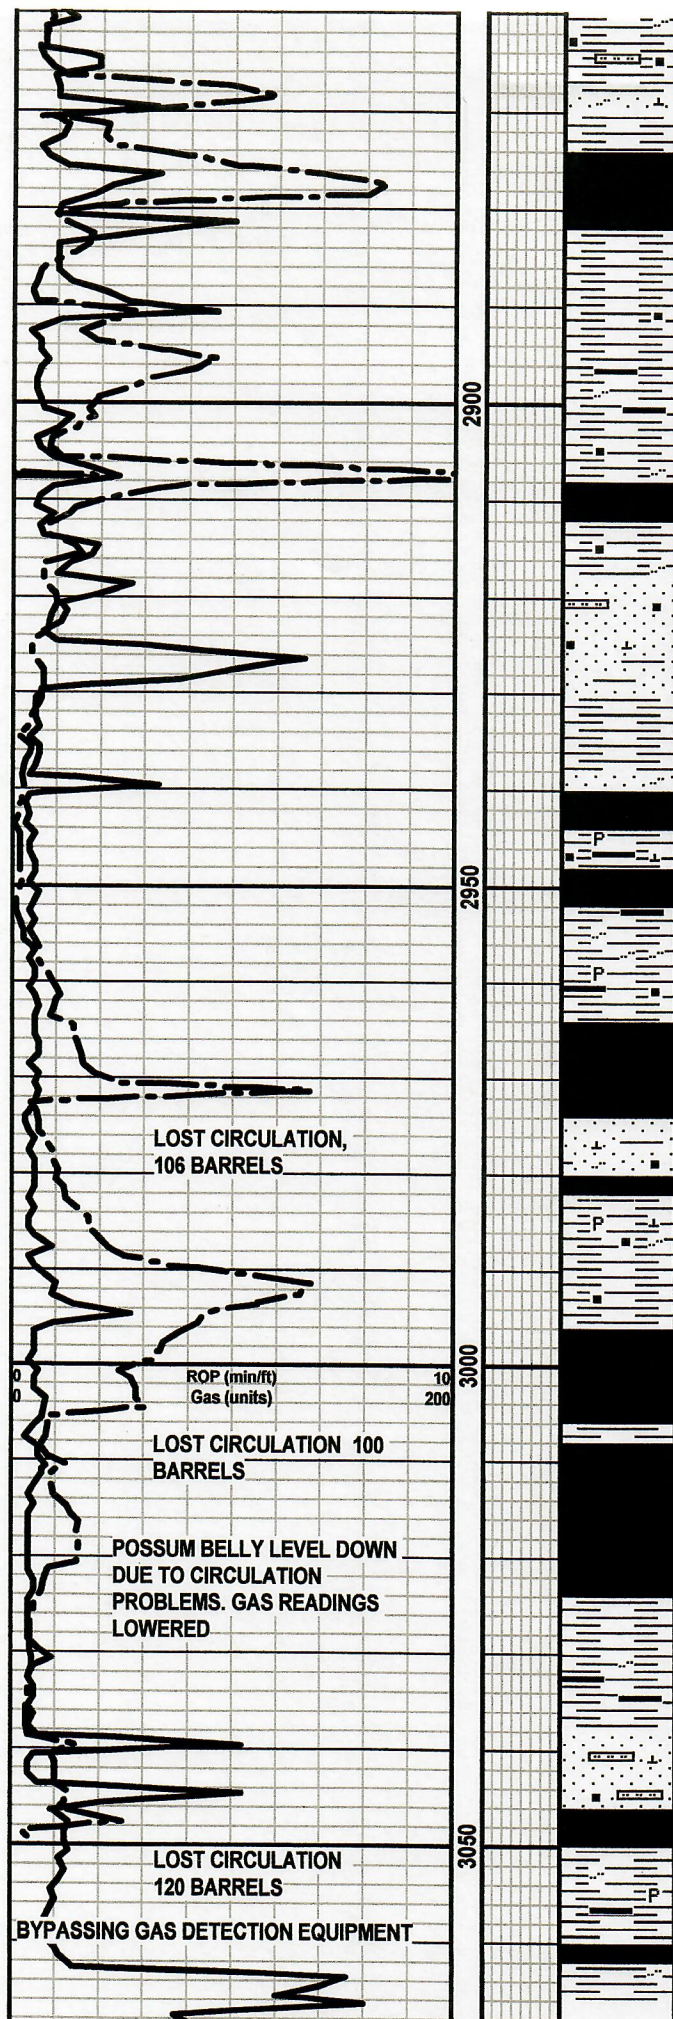 2900
P
2950
P
LOST CIRCULATION,
106 BARRELS
P
3000
0 ROP (min/ft) 10
0 Gas (units) 200
LOST CIRCULATION 100
BARRELS
POSSUM BELLY LEVEL DOWN
DUE TO CIRCULATION
PROBLEMS. GAS READINGS
LOWERED
3050
LOST CIRCULATION
120 BARRELS
P
BYPASSING GAS DETECTION EQUIPMENT